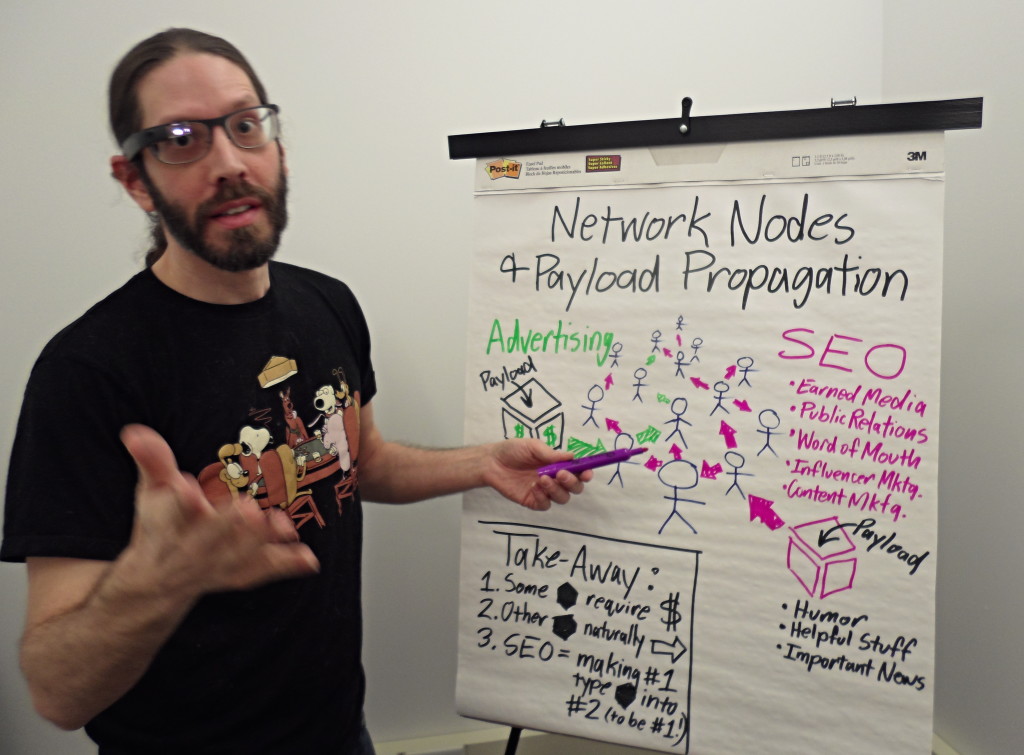 Post-it
Super Sticky
3M
Network Nodes
& Payload Propagation
Advertising
Payload
$ $
SEO
• Earned Media
• Public Relations
• Word of Mouth
• Influencer Mktg.
• Content Mktg.
Payload
• Humor
• Helpful Stuff
• Important News
Take-Away:
1. Some require $
2. Other naturally
3. SEO = making #1
type into
#2 (to be #1!)